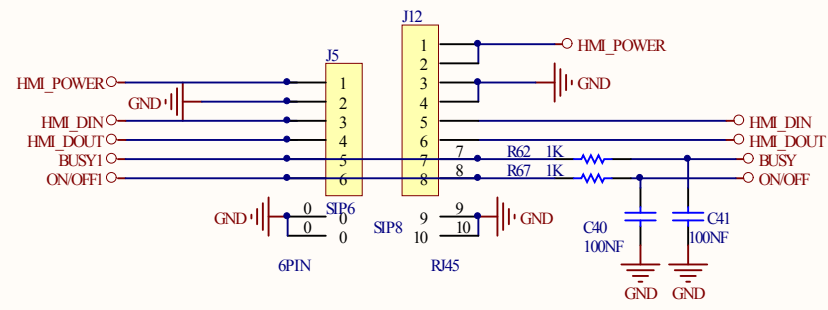 J12
1
HMI_POWER
2
J5
HMI_POWER
1
3
GND
GND
2
4
HMI_DIN
3
5
HMI_DIN
HMI_DOUT
4
6
HMI_DOUT
BUSY1
5
7
7
R62
1K
BUSY
ON/OFF1
6
8
8
R67
1K
ON/OFF
SIP6
GND
0
0
0
0
SIP8
9
9
10
10
GND
C40
100NF
C41
100NF
6PIN
RJ45
GND
GND